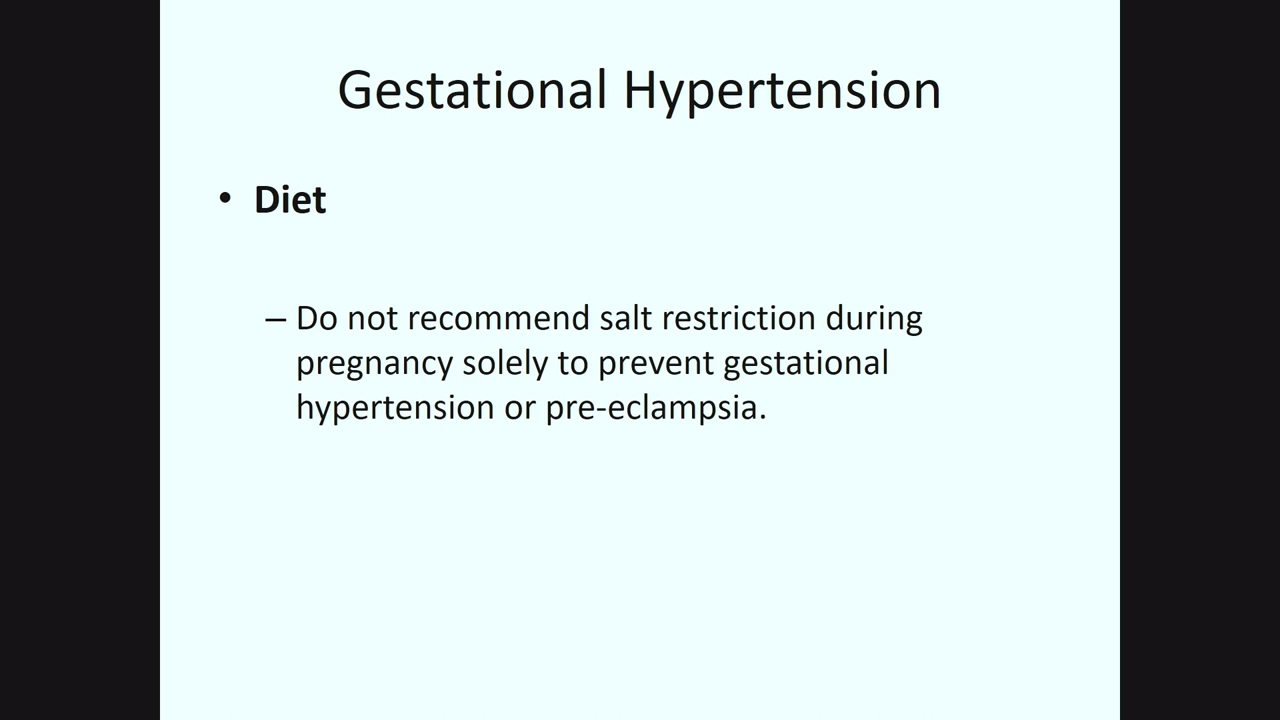 Gestational Hypertension
• Diet
– Do not recommend salt restriction during
pregnancy solely to prevent gestational
hypertension or pre-eclampsia.